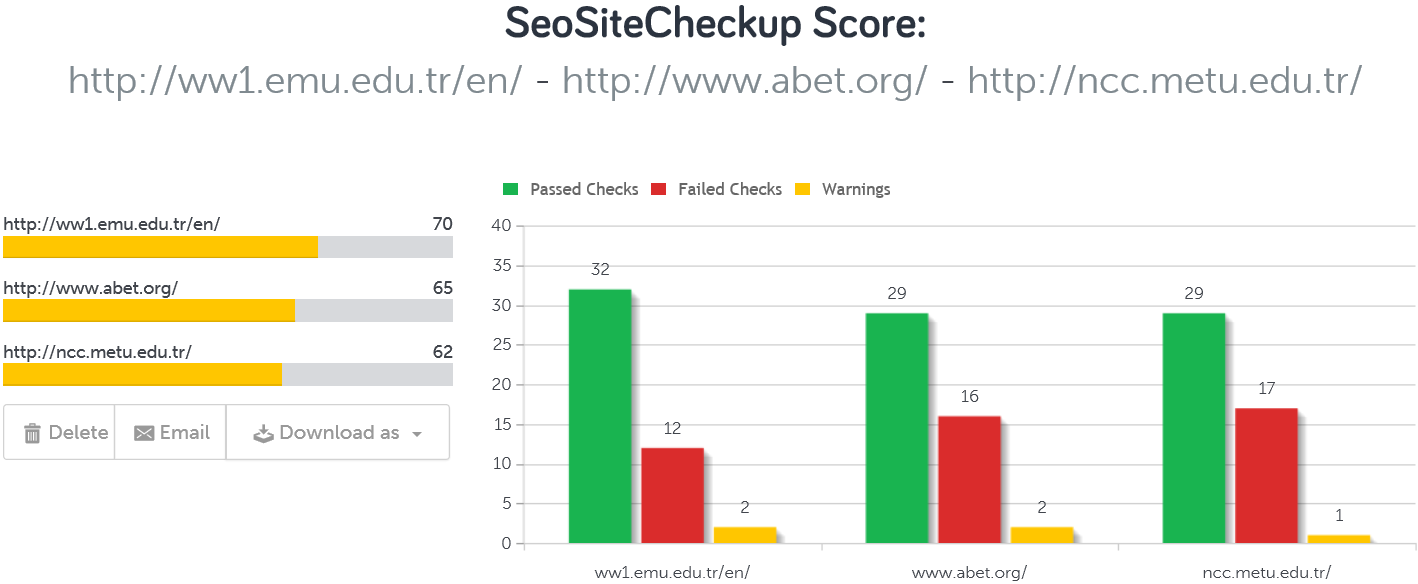 SeoSiteCheckup Score:
http://ww1.emu.edu.tr/en/ - http://www.abet.org/ - http://ncc.metu.edu.tr/
http://ww1.emu.edu.tr/en/ 70
http://www.abet.org/ 65
http://ncc.metu.edu.tr/ 62
Delete Email Download as
Passed Checks Failed Checks Warnings
40
35
30
25
20
15
10
5
0
32 12 2
29 16 2
29 17 1
ww1.emu.edu.tr/en/ www.abet.org/ ncc.metu.edu.tr/